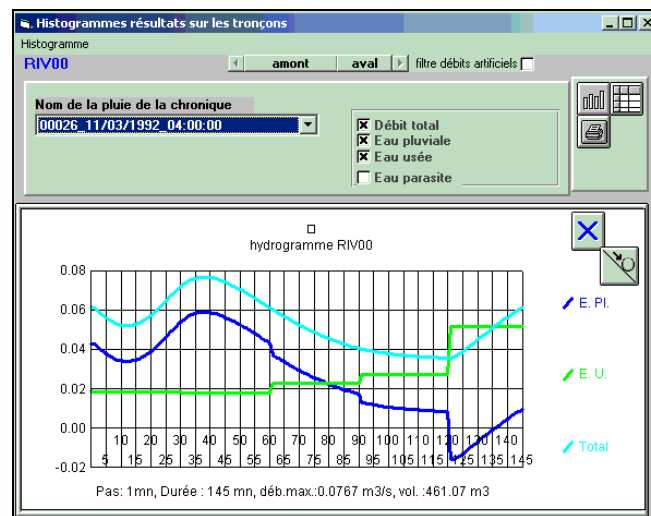 Histogrammes résultats sur les tronçons
Histogramme
RIV00
amont aval filtre débits artificiels
Nom de la pluie de la chronique
00026_11/03/1992_04:00:00
Débit total
Eau pluviale
Eau usée
Eau parasite
hydrogramme RIV00
0.08
0.06
E. Pl.
0.04
0.02
E. U.
0.00
10 20 30 40 50 60 70 80 90 100 110 120 130 140
Total
-0.02
5 15 25 35 45 55 65 75 85 95 105 115 125 135 145
Pas: 1mn, Durée : 145 mn, déb.max.:0.0767 m3/s, vol. :461.07 m3